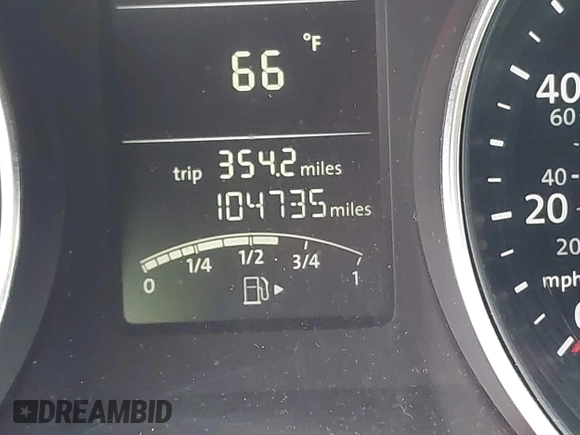 66 °F
trip 354.2 miles
104735 miles
0 1/4 1/2 3/4 1
40
60
40
20
20
mph
DREAMBID